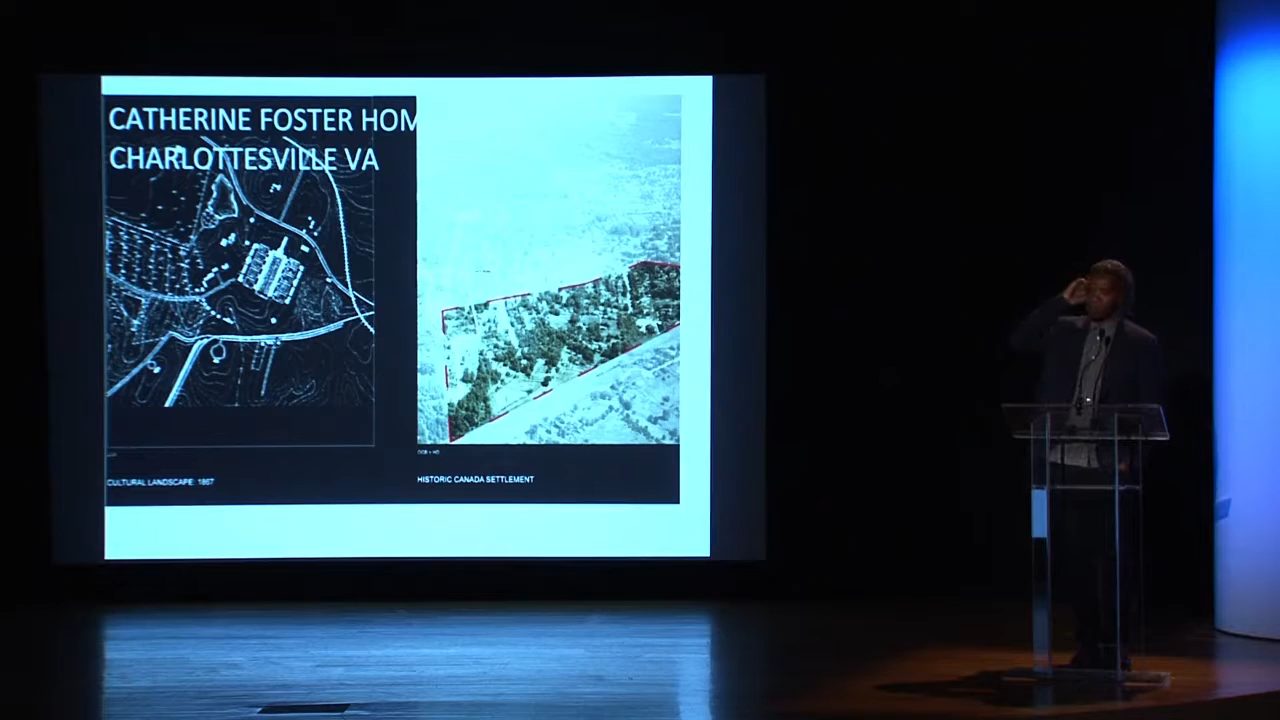 CATHERINE FOSTER HOM
CHARLOTTESVILLE VA
CULTURAL LANDSCAPE: 1867
HISTORIC CANADA SETTLEMENT